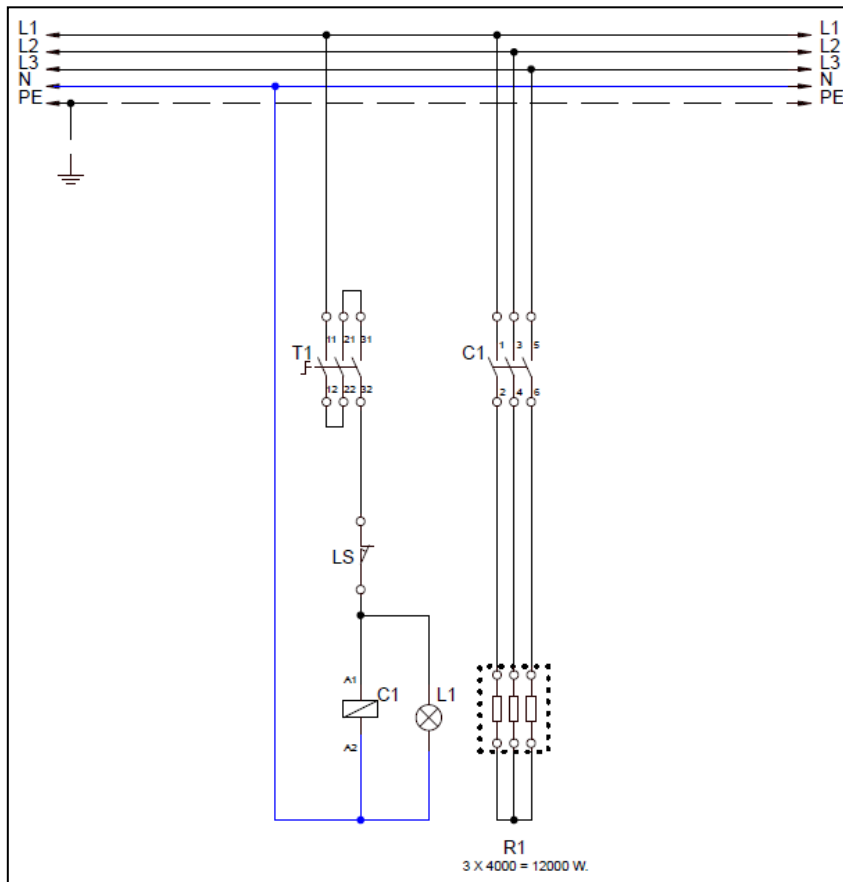 L1 L1
L2 L2
L3 L3
N N
PE PE
11 21 31
T1
12 22 32
1 3 5
C1
2 4 6
LS
A1
C1 L1
A2
R1
3 X 4000 = 12000 W.